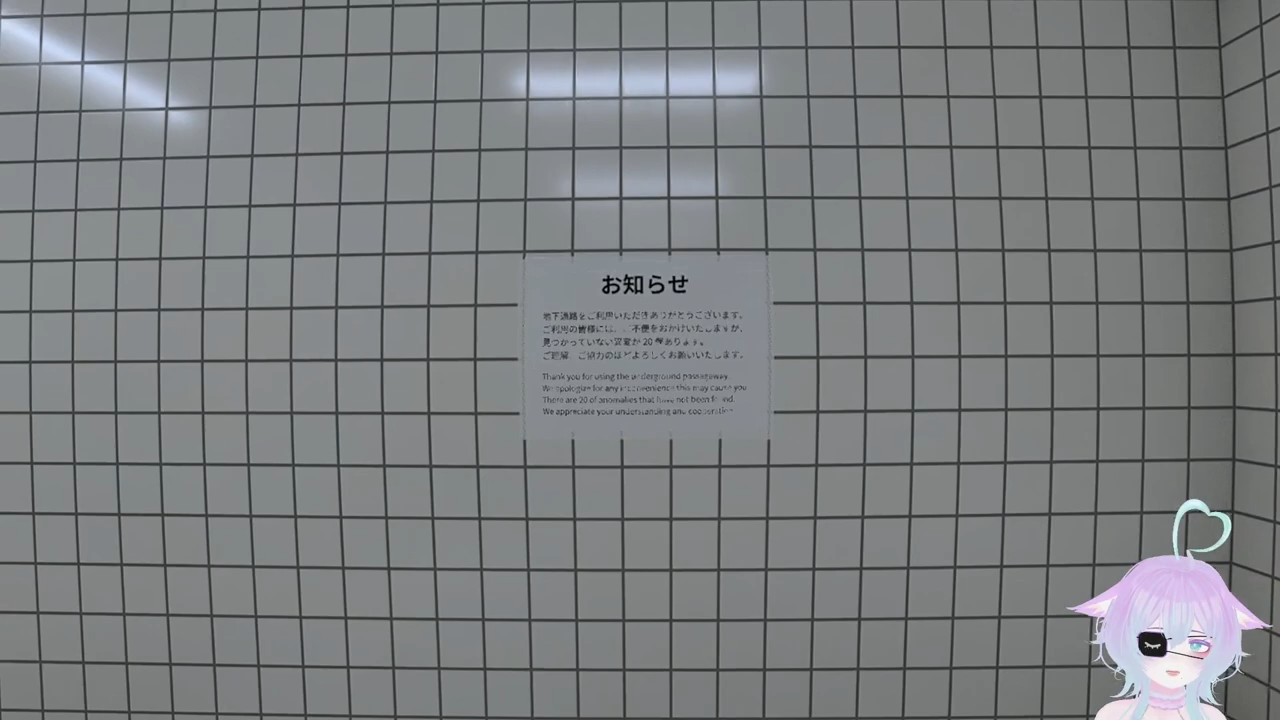 お知らせ
地下通路をご利用いただきありがとうございます。
ご利用の皆様には、ご不便をおかけいたしますが、
見つかっていない異変が 20 個あります。
ご理解、ご協力のほどよろしくお願いいたします。
Thank you for using the underground passageway.
We apologize for any inconvenience this may cause you
There are 20 of anomalies that have not been found.
We appreciate your understanding and cooperation